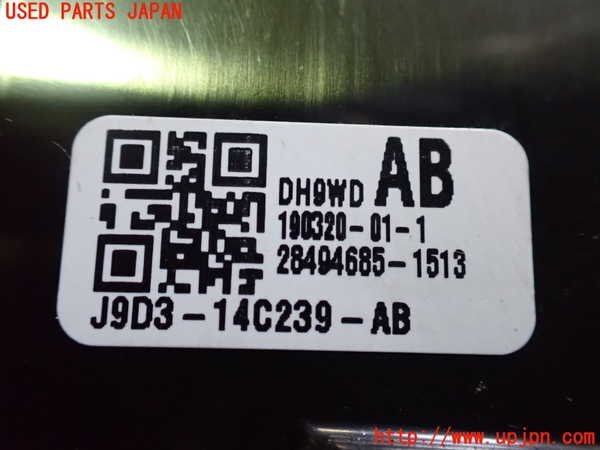 USED PARTS JAPAN
DH9WD AB
190320-01-1
28494685-1513
J9D3-14C239-AB
http://www.upjpn.com/